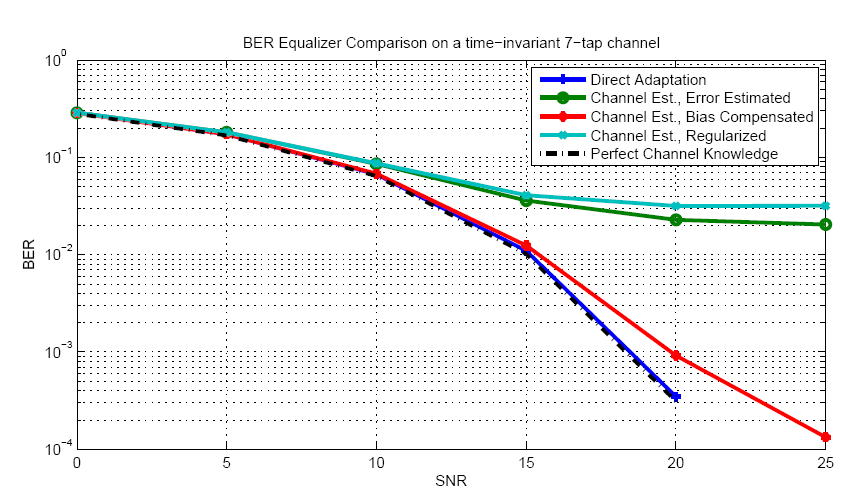 BER Equalizer Comparison on a time−invariant 7−tap channel
10^0
10^−1
10^−2
10^−3
10^−4
BER
Direct Adaptation
Channel Est., Error Estimated
Channel Est., Bias Compensated
Channel Est., Regularized
Perfect Channel Knowledge
0 5 10 15 20 25
SNR